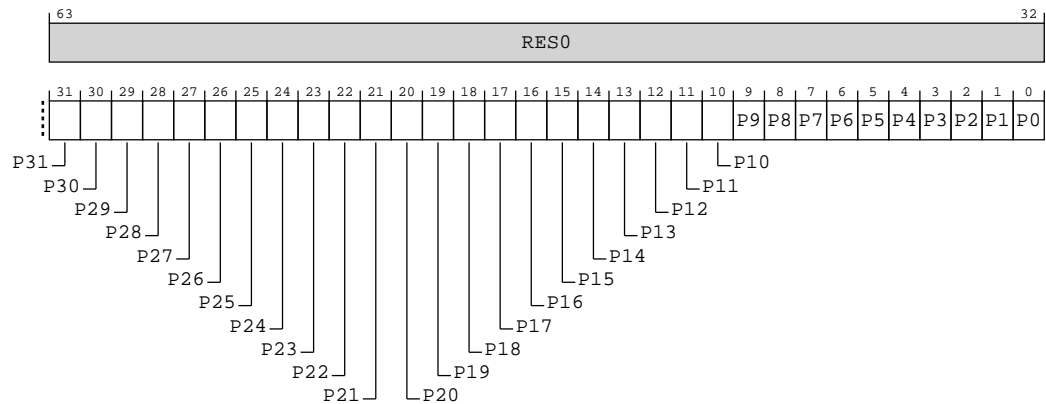 63 32
RES0
31 30 29 28 27 26 25 24 23 22 21 20 19 18 17 16 15 14 13 12 11 10 9 8 7 6 5 4 3 2 1 0
P9 P8 P7 P6 P5 P4 P3 P2 P1 P0
P31 P10
P30 P11
P29 P12
P28 P13
P27 P14
P26 P15
P25 P16
P24 P17
P23 P18
P22 P19
P21 P20